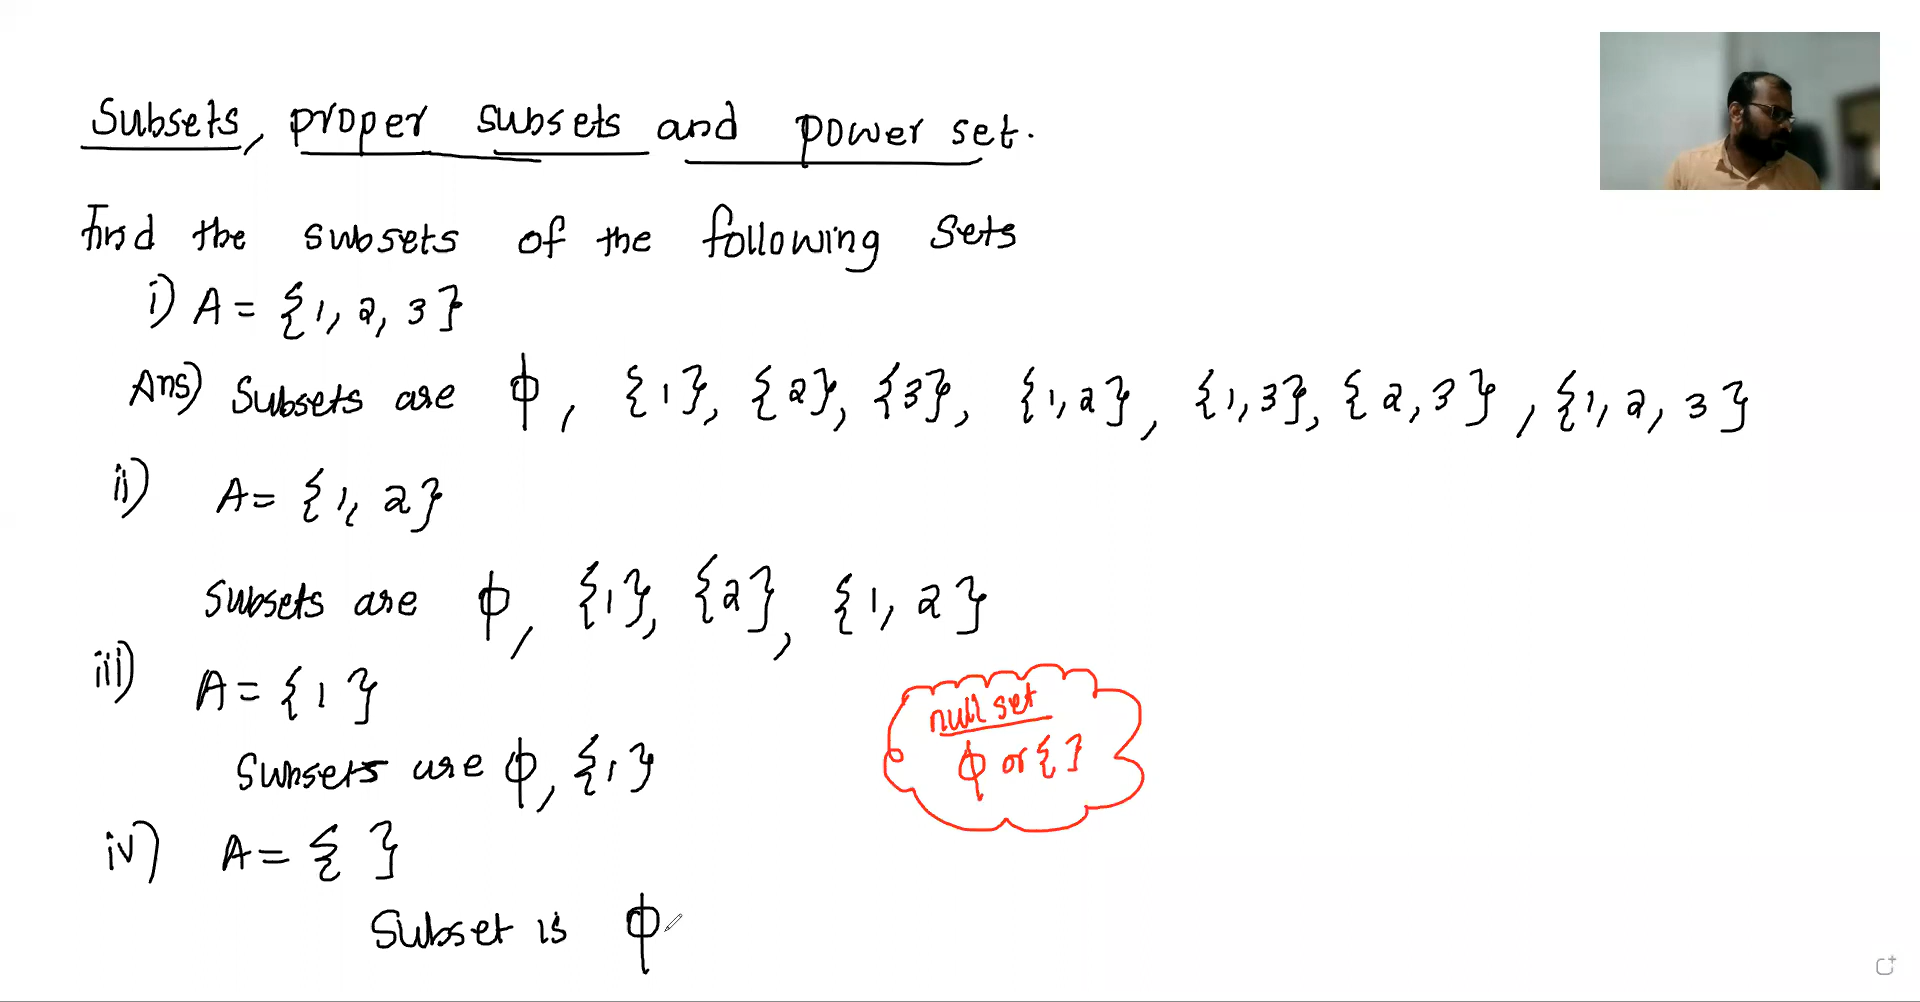 Subsets, proper subsets and power set.
Find the subsets of the following sets
i) A = {1, 2, 3}
Ans) Subsets are ϕ, {1}, {2}, {3}, {1,2}, {1,3}, {2,3}, {1, 2, 3}
ii) A = {1, 2}
Subsets are ϕ, {1}, {2}, {1, 2}
iii) A = {1}
Subsets are ϕ, {1}
null set
ϕ or { }
iv) A = { }
Subset is ϕ